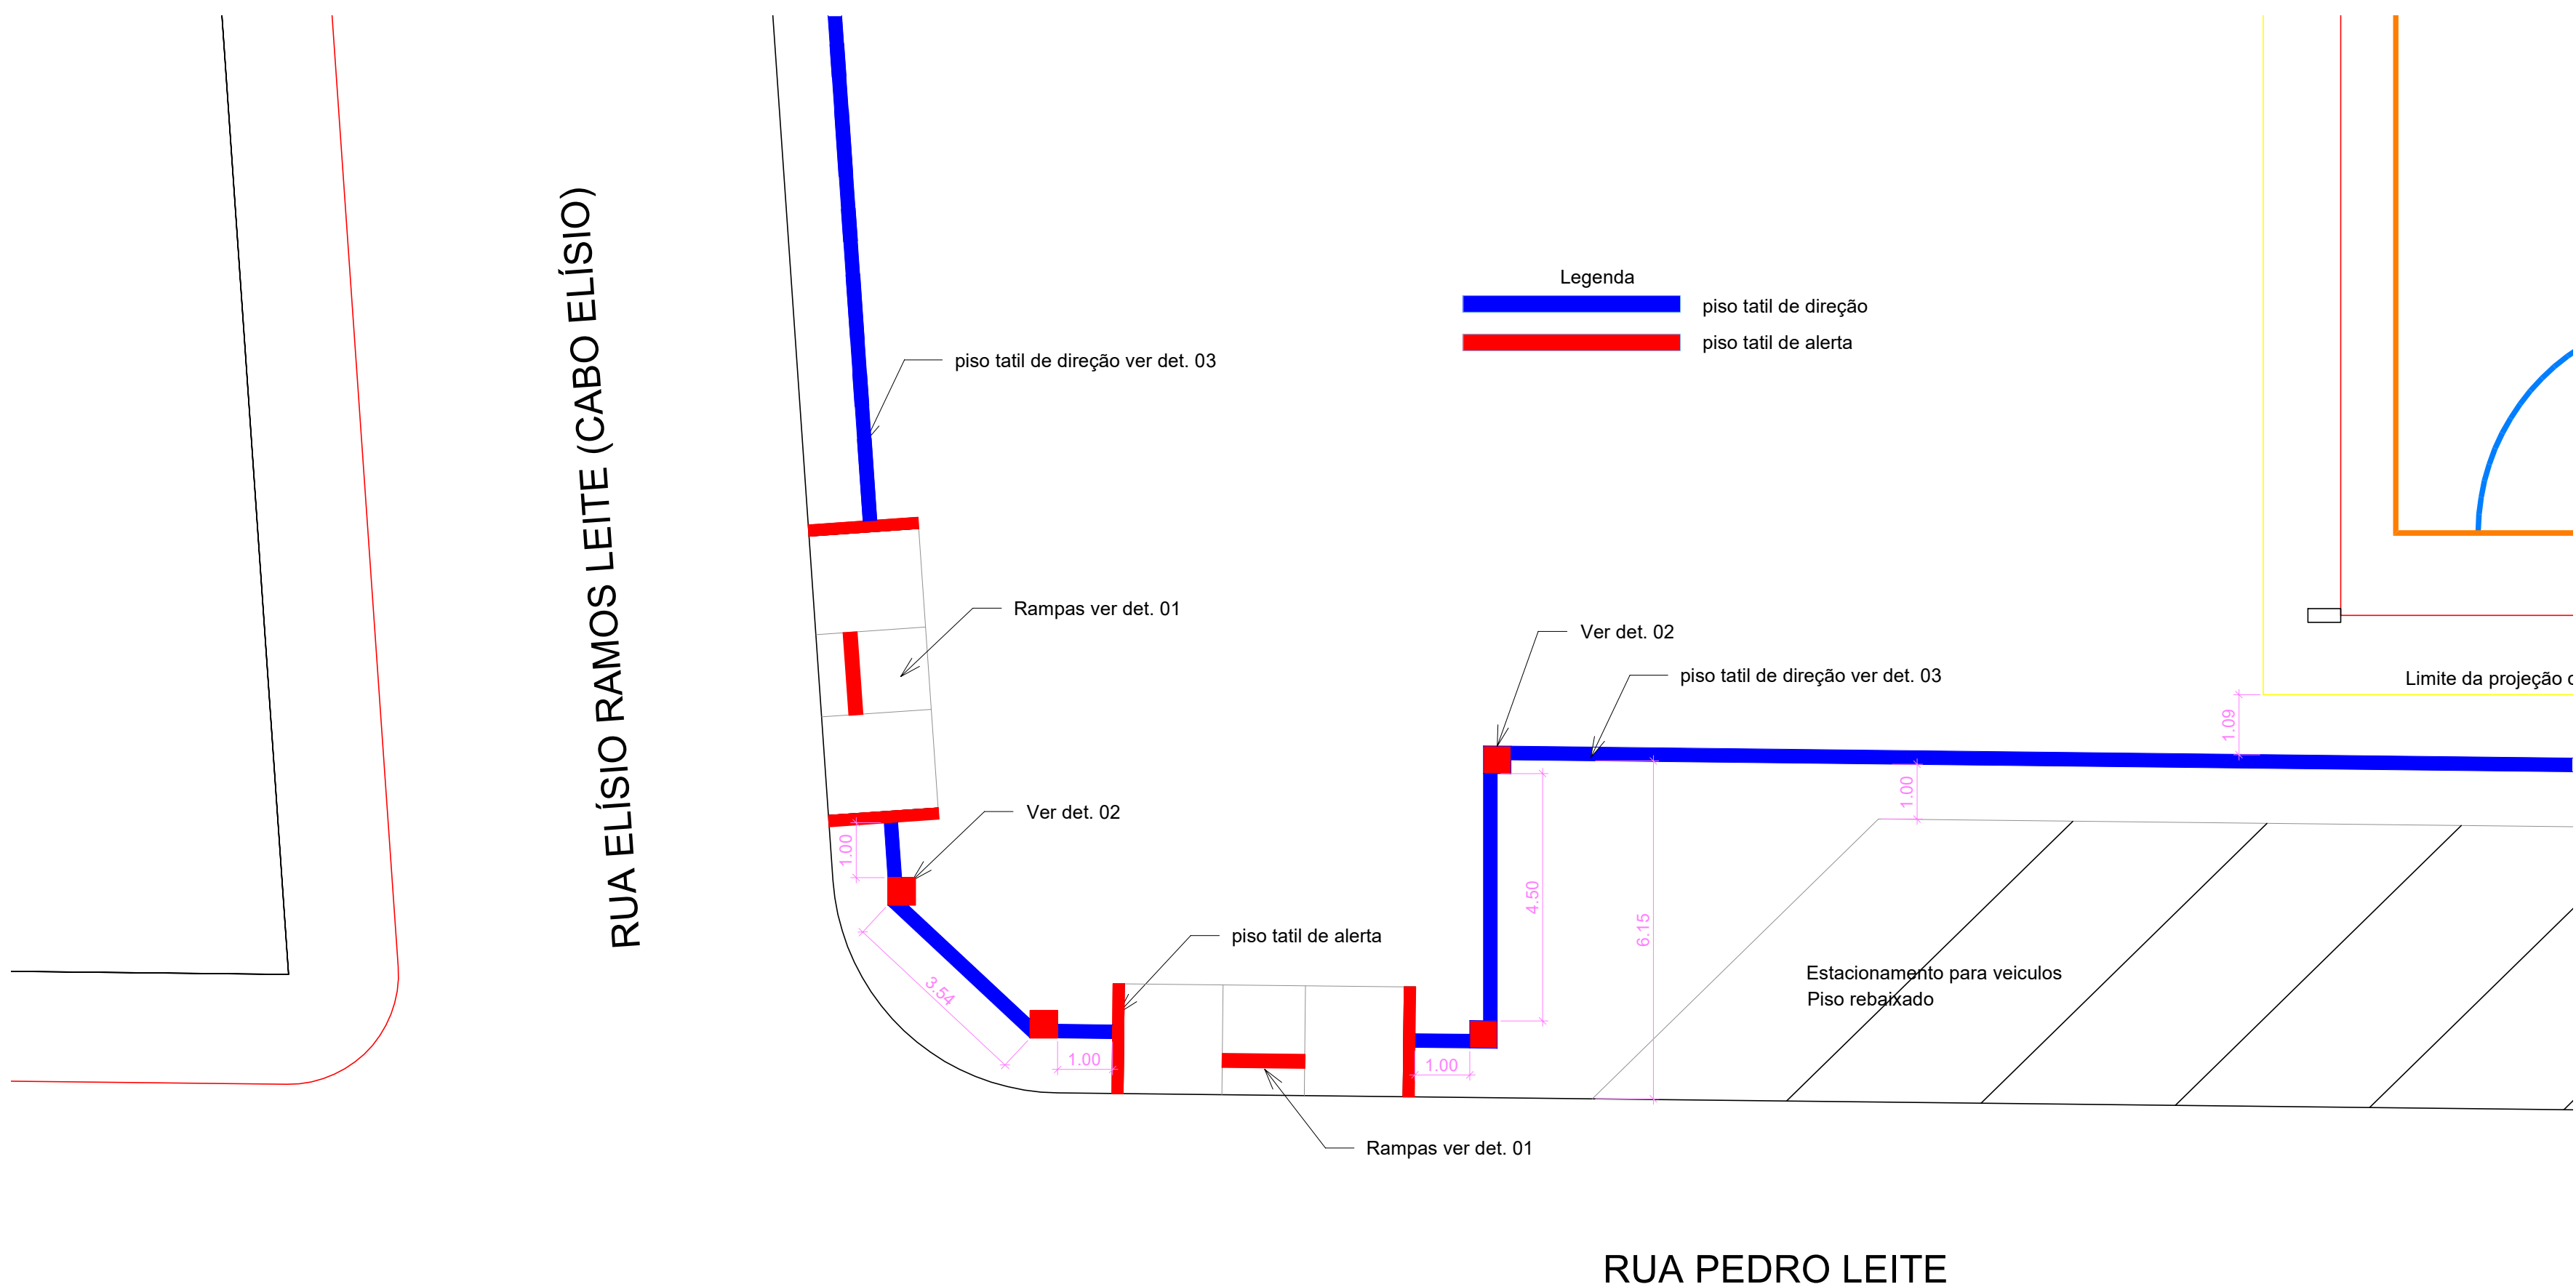 RUA ELÍSIO RAMOS LEITE (CABO ELÍSIO)
Legenda
piso tatil de direção
piso tatil de alerta
piso tatil de direção ver det. 03
Rampas ver det. 01
Ver det. 02
piso tatil de direção ver det. 03
Limite da projeção
1.09
1.00
Ver det. 02
1.00
4.50
6.15
piso tatil de alerta
3.54
Estacionamento para veiculos
Piso rebaixado
1.00
1.00
Rampas ver det. 01
RUA PEDRO LEITE